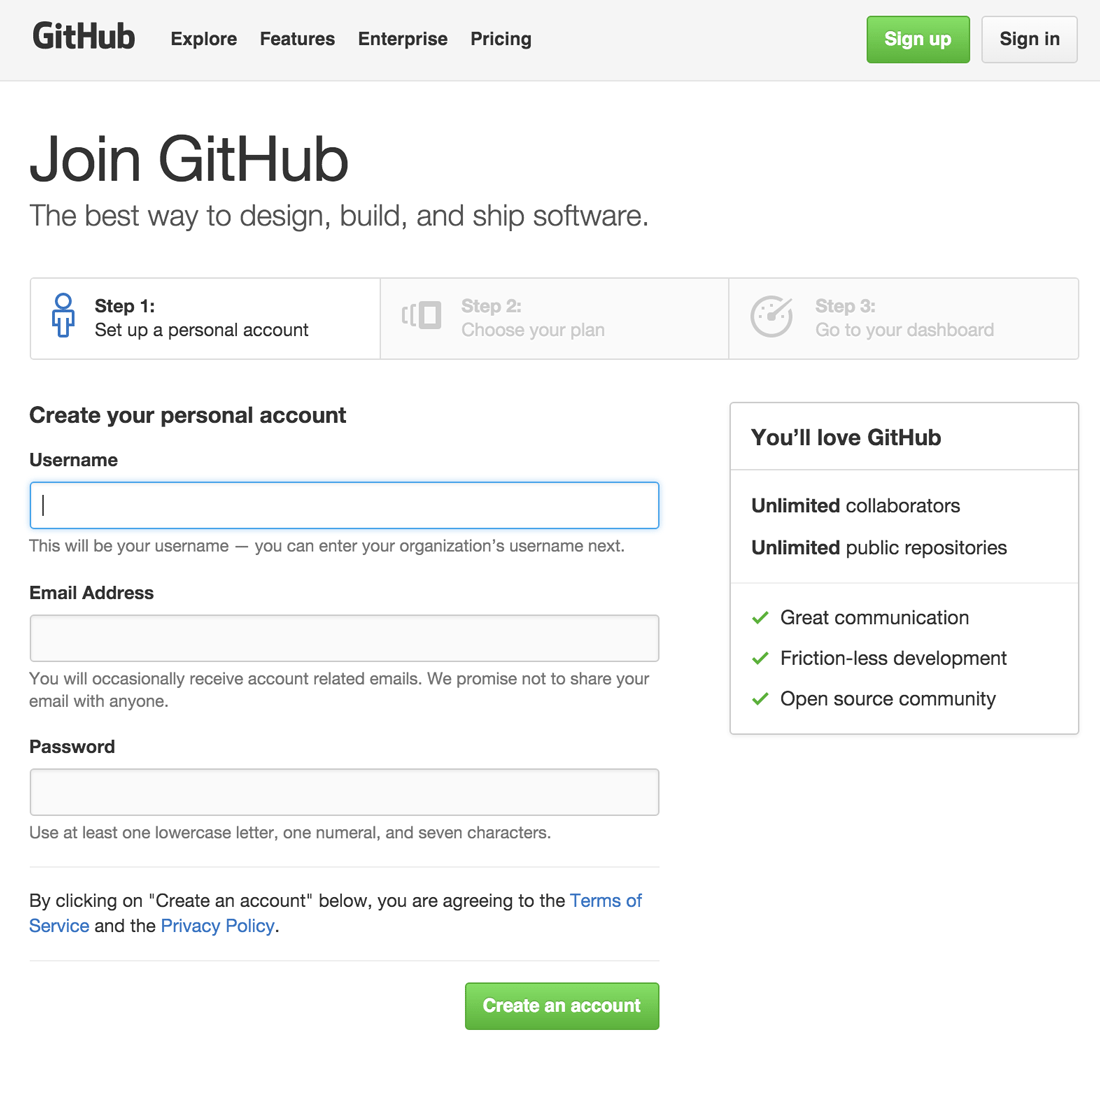 GitHub Explore Features Enterprise Pricing Sign up Sign in
Join GitHub
The best way to design, build, and ship software.
Step 1:
Set up a personal account
Step 2:
Choose your plan
Step 3:
Go to your dashboard
Create your personal account
Username
This will be your username — you can enter your organization’s username next.
Email Address
You will occasionally receive account related emails. We promise not to share your
email with anyone.
Password
Use at least one lowercase letter, one numeral, and seven characters.
By clicking on "Create an account" below, you are agreeing to the Terms of
Service and the Privacy Policy.
Create an account
You’ll love GitHub
Unlimited collaborators
Unlimited public repositories
Great communication
Friction-less development
Open source community